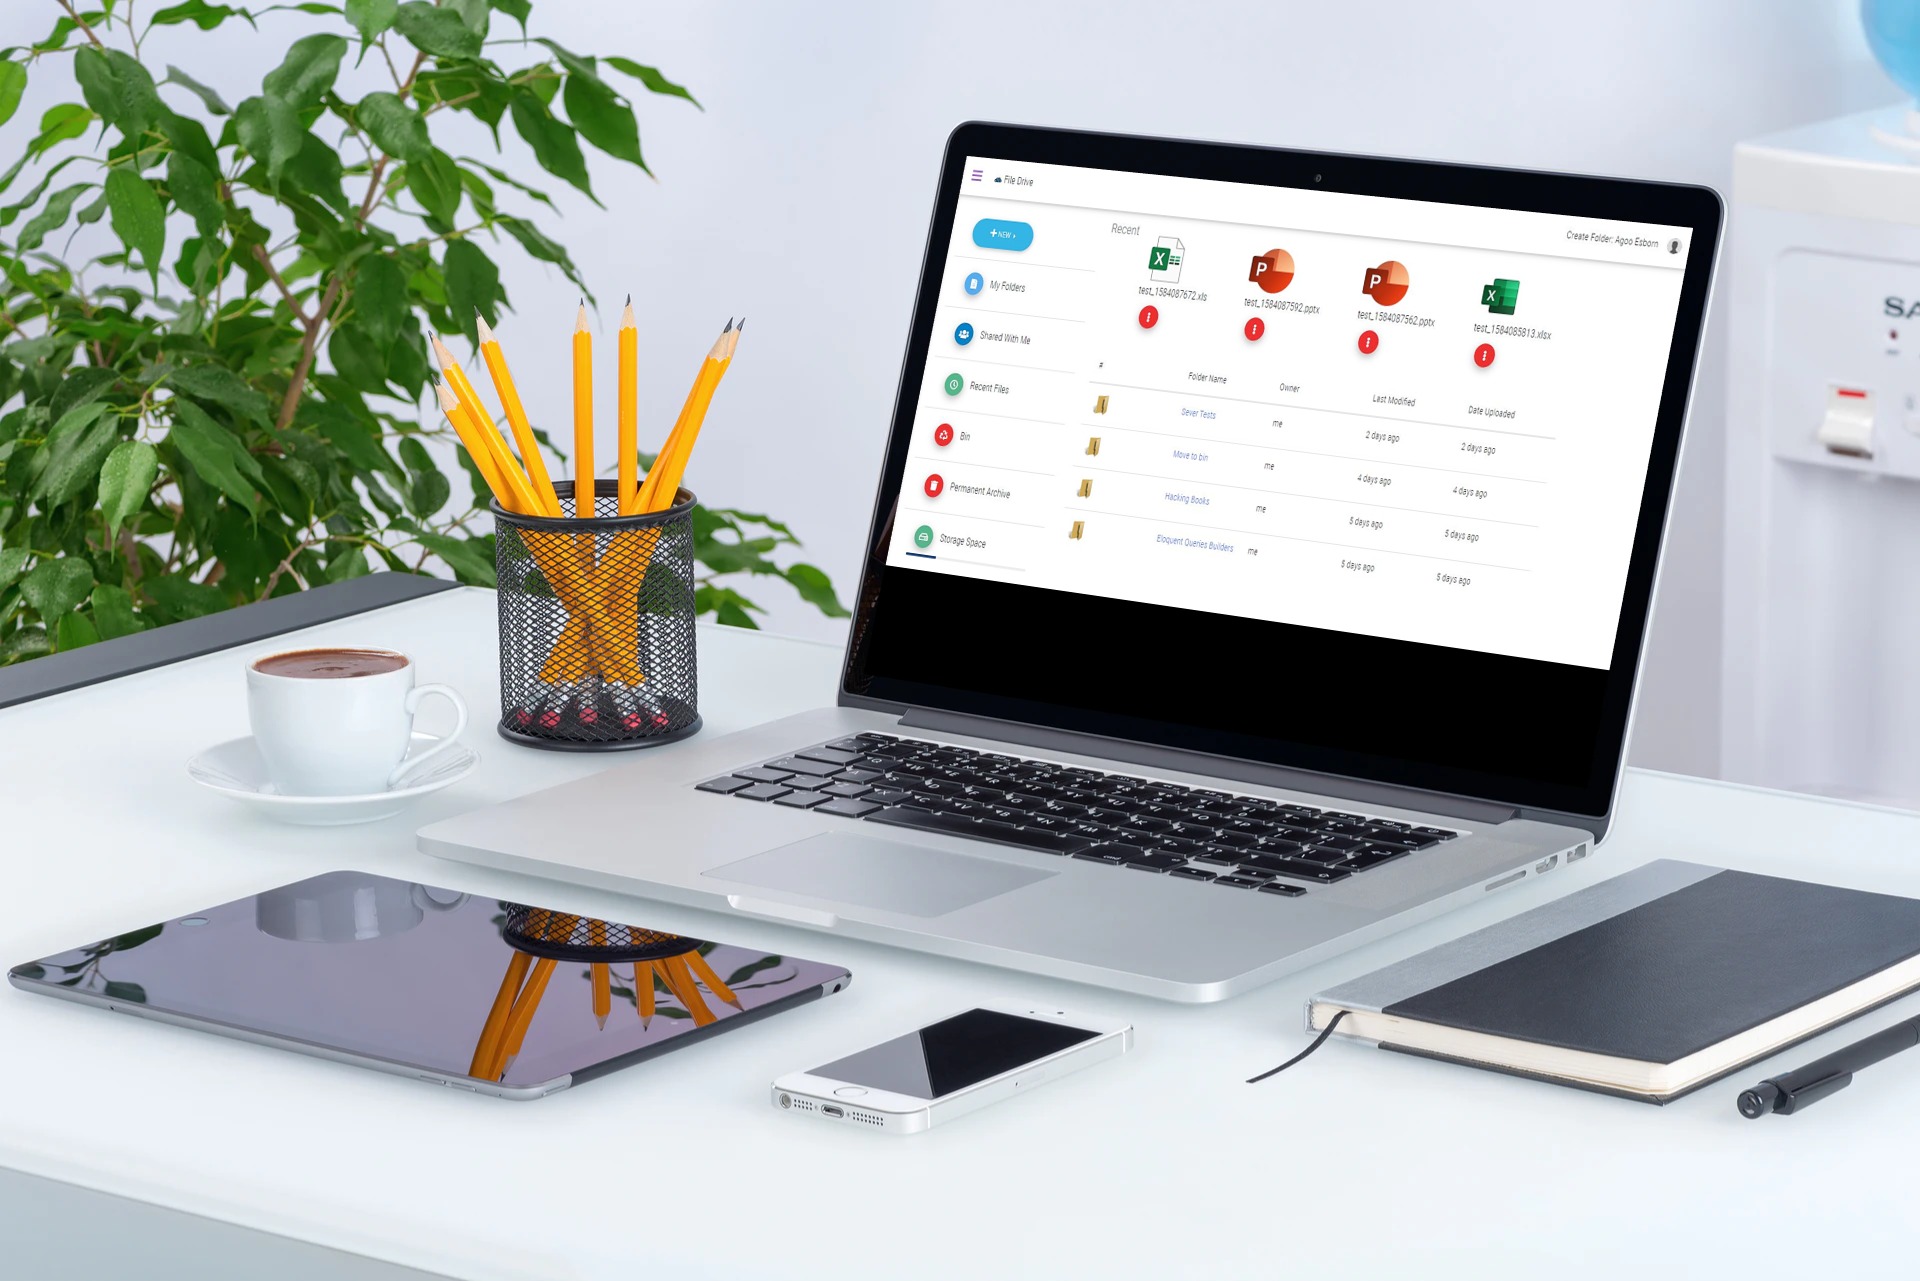 File Drive
Create Folder: Agoo Esborn
NEW
My Folders
Shared With Me
Recent Files
Bin
Permanent Archive
Storage Space
Recent
test_1584087672.xls
test_1584087592.pptx
test_1584087562.pptx
test_1584085813.xlsx
# Folder Name Owner Last Modified Date Uploaded
Sever Tests me 2 days ago 2 days ago
Move to bin me 4 days ago 4 days ago
Hacking Books me 5 days ago 5 days ago
Eloquent Queries Builders me 5 days ago 5 days ago
SA